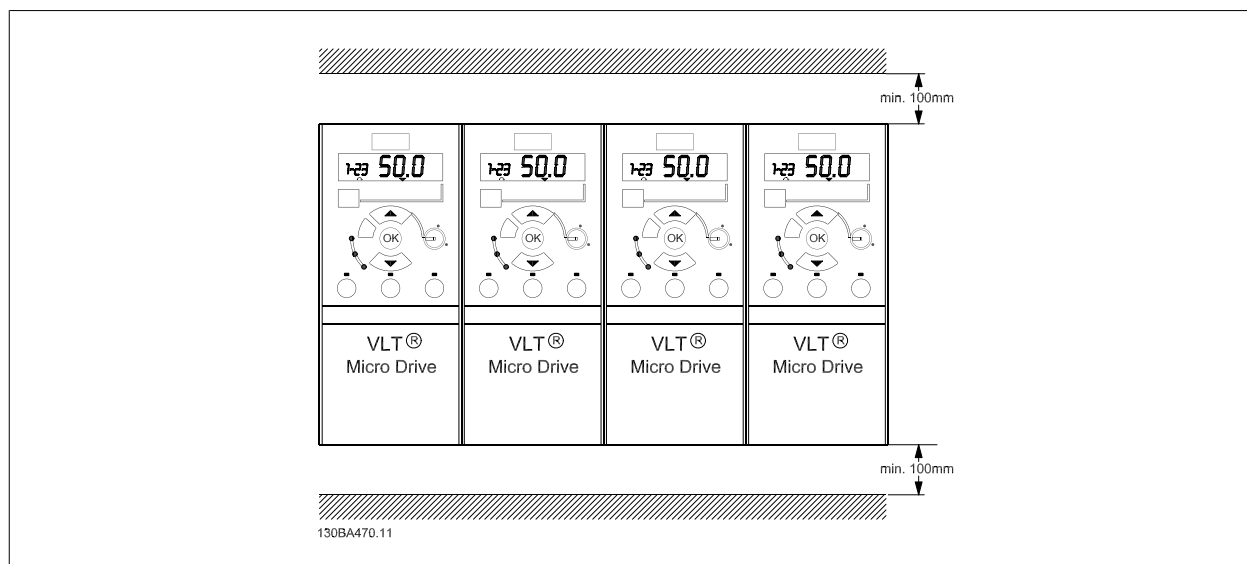 min. 100mm
1-23 50.0
1-23 50.0
1-23 50.0
1-23 50.0
OK
OK
OK
OK
VLT®
Micro Drive
VLT®
Micro Drive
VLT®
Micro Drive
VLT®
Micro Drive
min. 100mm
130BA470.11